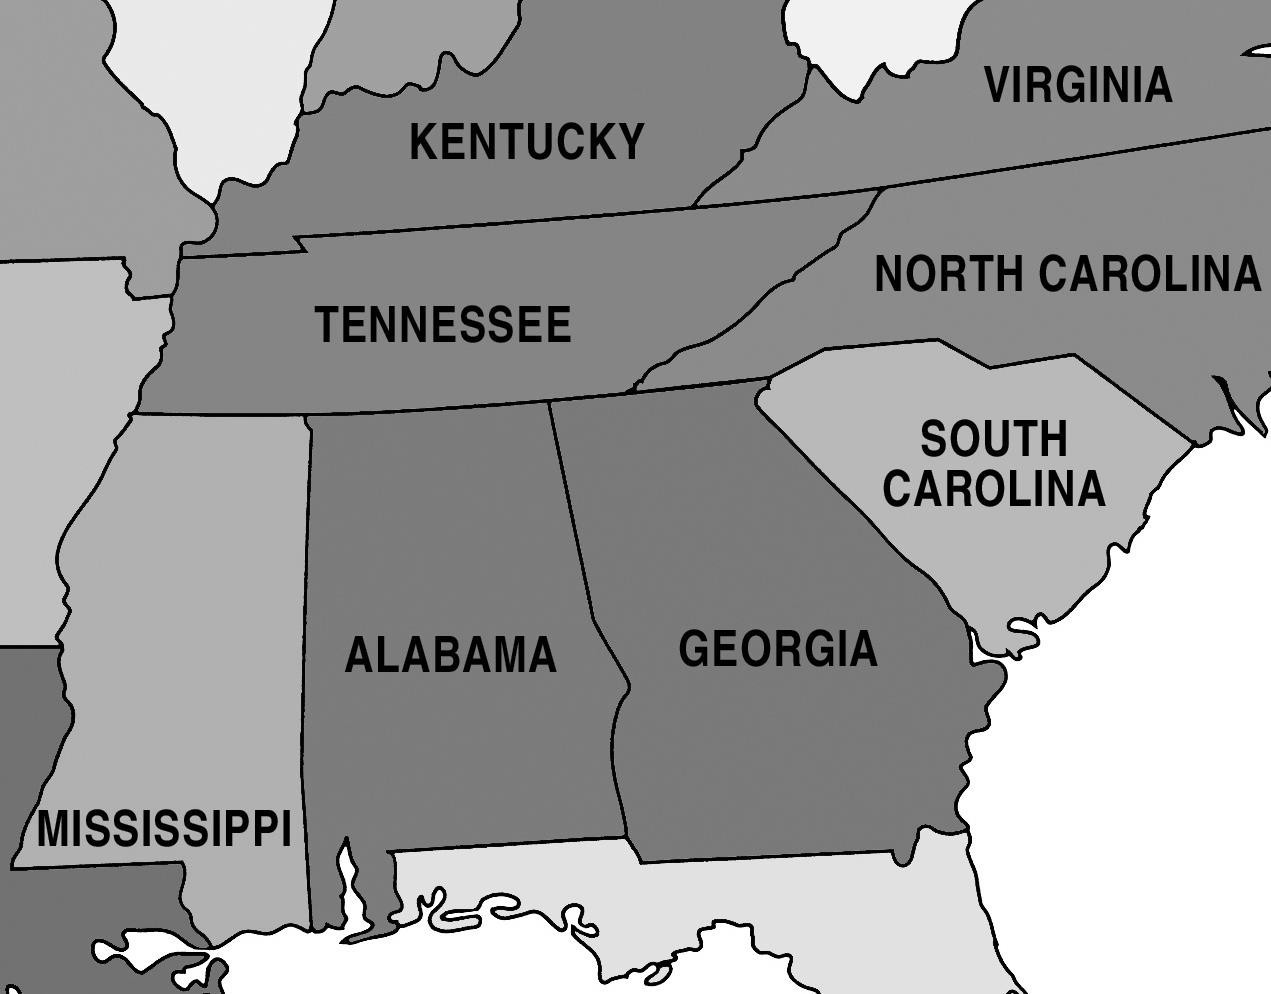 VIRGINIA
KENTUCKY
NORTH CAROLINA
TENNESSEE
SOUTH
CAROLINA
ALABAMA
GEORGIA
MISSISSIPPI